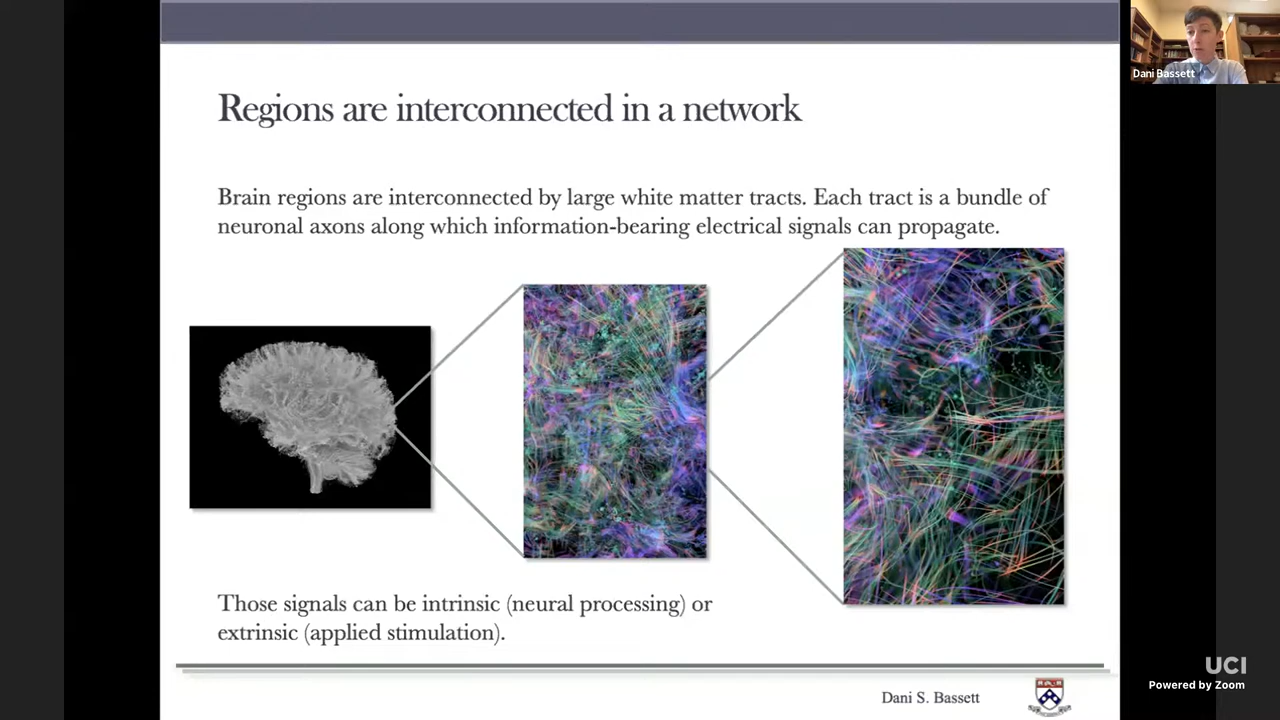 Regions are interconnected in a network
Brain regions are interconnected by large white matter tracts. Each tract is a bundle of
neuronal axons along which information-bearing electrical signals can propagate.
Those signals can be intrinsic (neural processing) or
extrinsic (applied stimulation).
Dani S. Bassett
Dani Bassett
UCI
Powered by Zoom